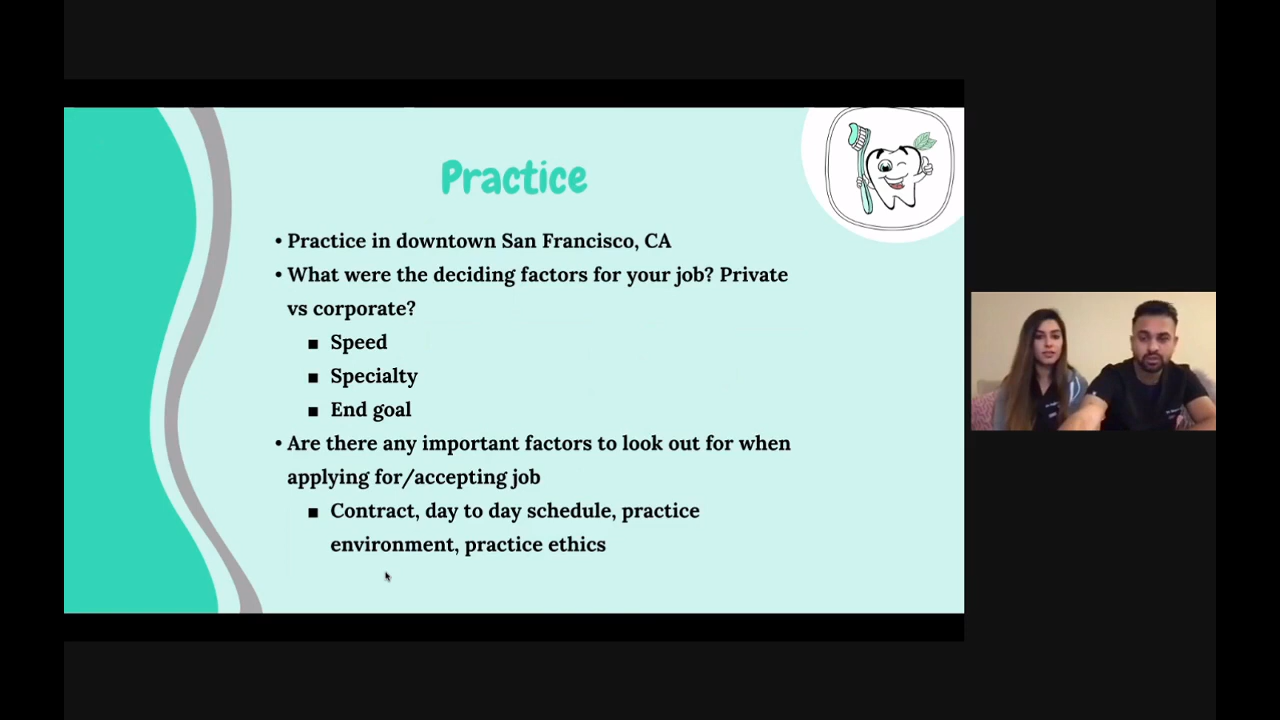 Practice
• Practice in downtown San Francisco, CA
• What were the deciding factors for your job? Private
vs corporate?
■ Speed
■ Specialty
■ End goal
• Are there any important factors to look out for when
applying for/accepting job
■ Contract, day to day schedule, practice
environment, practice ethics